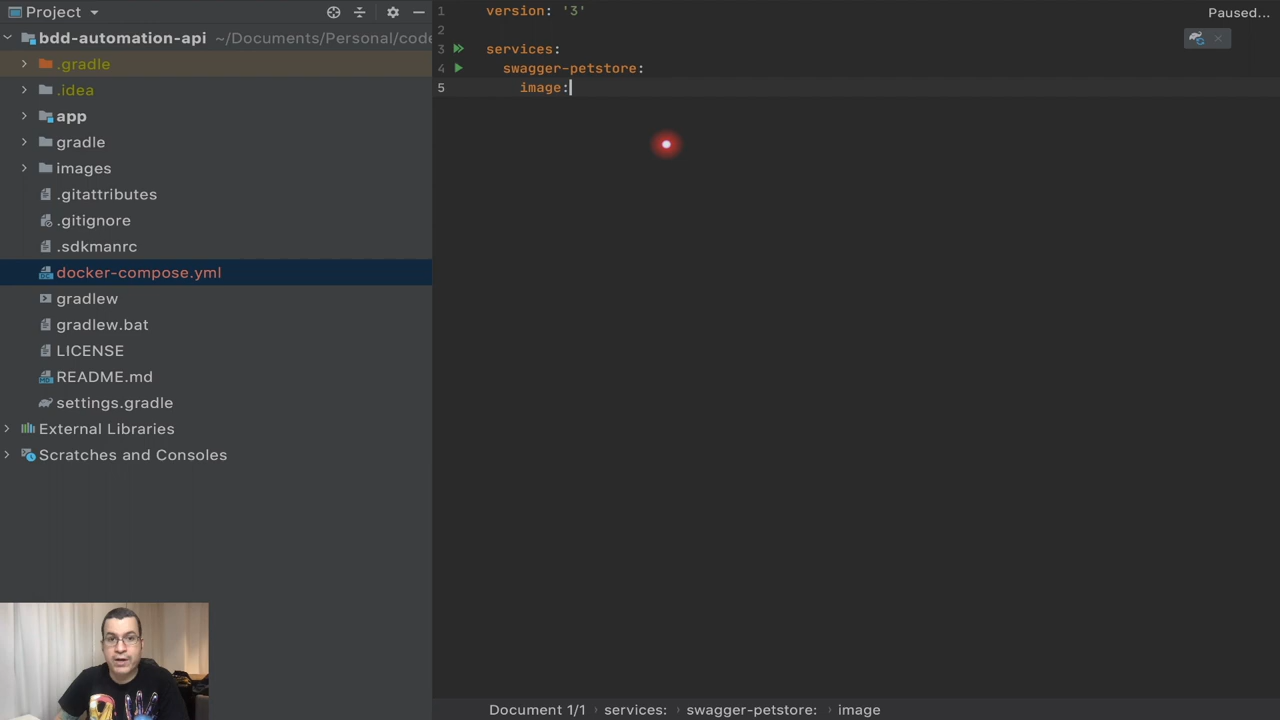 Project
bdd-automation-api ~/Documents/Personal/code
.gradle
.idea
app
gradle
images
.gitattributes
.gitignore
.sdkmanrc
docker-compose.yml
gradlew
gradlew.bat
LICENSE
README.md
settings.gradle
External Libraries
Scratches and Consoles
1 version: '3'
2
3 services:
4 swagger-petstore:
5 image:
Paused...
Document 1/1 › services: › swagger-petstore: › image